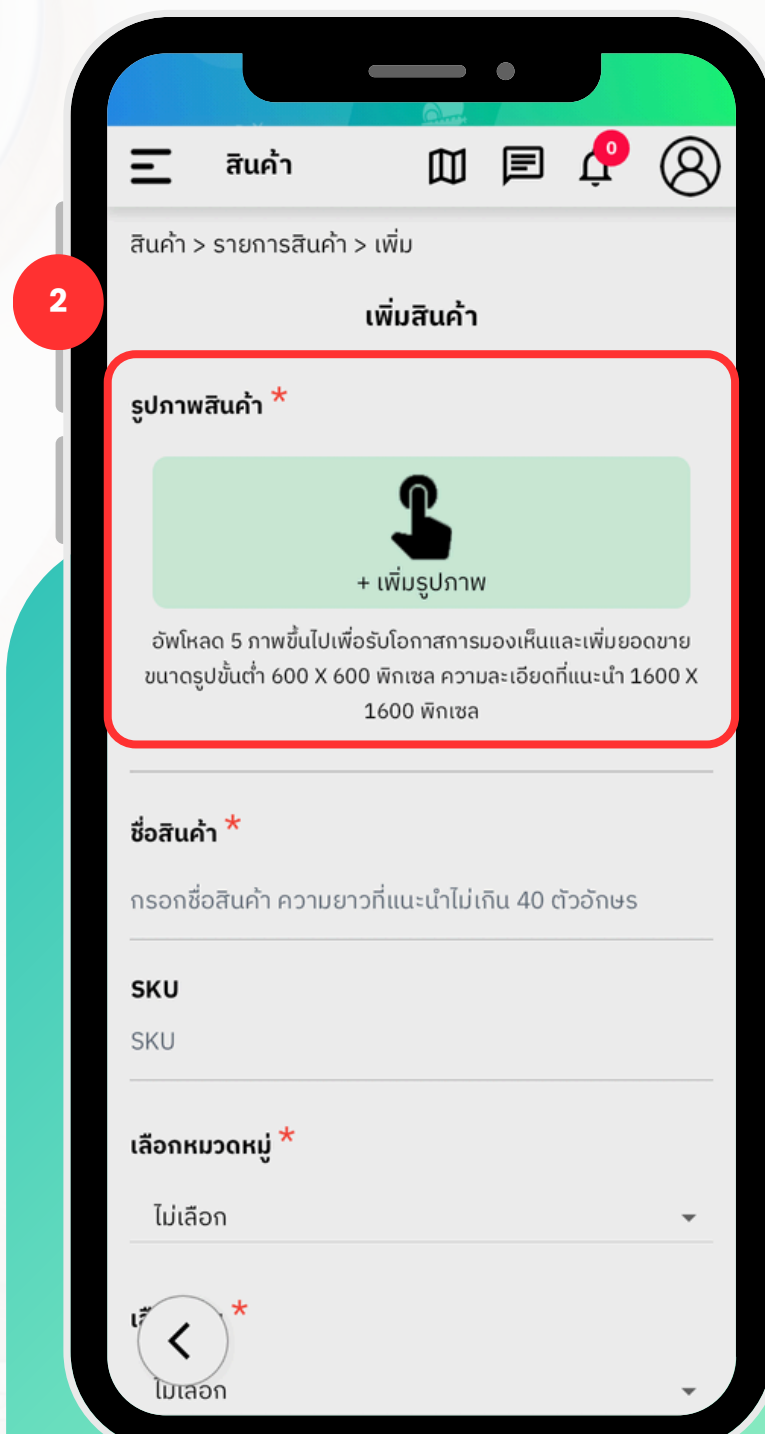 สินค้า
0
สินค้า > รายการสินค้า > เพิ่ม
2
เพิ่มสินค้า
รูปภาพสินค้า *
+ เพิ่มรูปภาพ
อัพโหลด 5 ภาพขึ้นไปเพื่อรับโอกาสการมองเห็นและเพิ่มยอดขาย
ขนาดรูปขั้นต่ำ 600 X 600 พิกเซล ความละเอียดที่แนะนำ 1600 X
1600 พิกเซล
ชื่อสินค้า *
กรอกชื่อสินค้า ความยาวที่แนะนำไม่เกิน 40 ตัวอักษร
SKU
SKU
เลือกหมวดหมู่ *
ไม่เลือก
*
ไม่เลือก